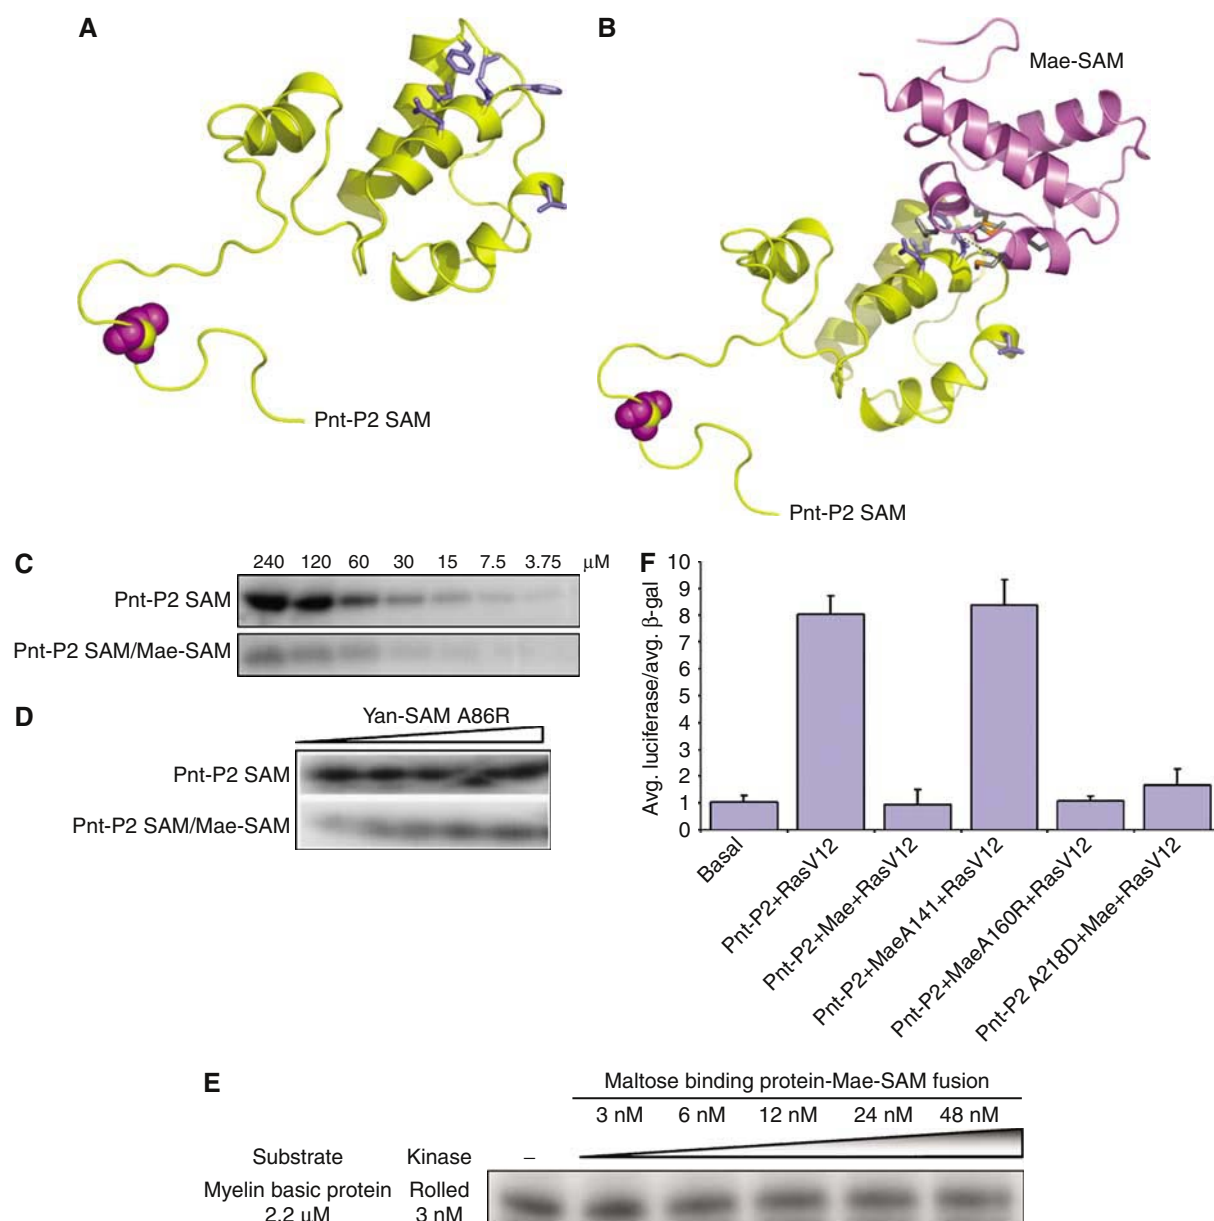 A
B
Mae-SAM
Pnt-P2 SAM
Pnt-P2 SAM
C
240 120 60 30 15 7.5 3.75 μM
Pnt-P2 SAM
Pnt-P2 SAM/Mae-SAM
D
Yan-SAM A86R
Pnt-P2 SAM
Pnt-P2 SAM/Mae-SAM
F
Avg. luciferase/avg. β-gal
10
9
8
7
6
5
4
3
2
1
0
Basal
Pnt-P2+RasV12
Pnt-P2+Mae+RasV12
Pnt-P2+MaeA141+RasV12
Pnt-P2+MaeA160R+RasV12
Pnt-P2 A218D+Mae+RasV12
E
Maltose binding protein-Mae-SAM fusion
3 nM 6 nM 12 nM 24 nM 48 nM
Substrate Kinase –
Myelin basic protein Rolled
2.2 μM 3 nM